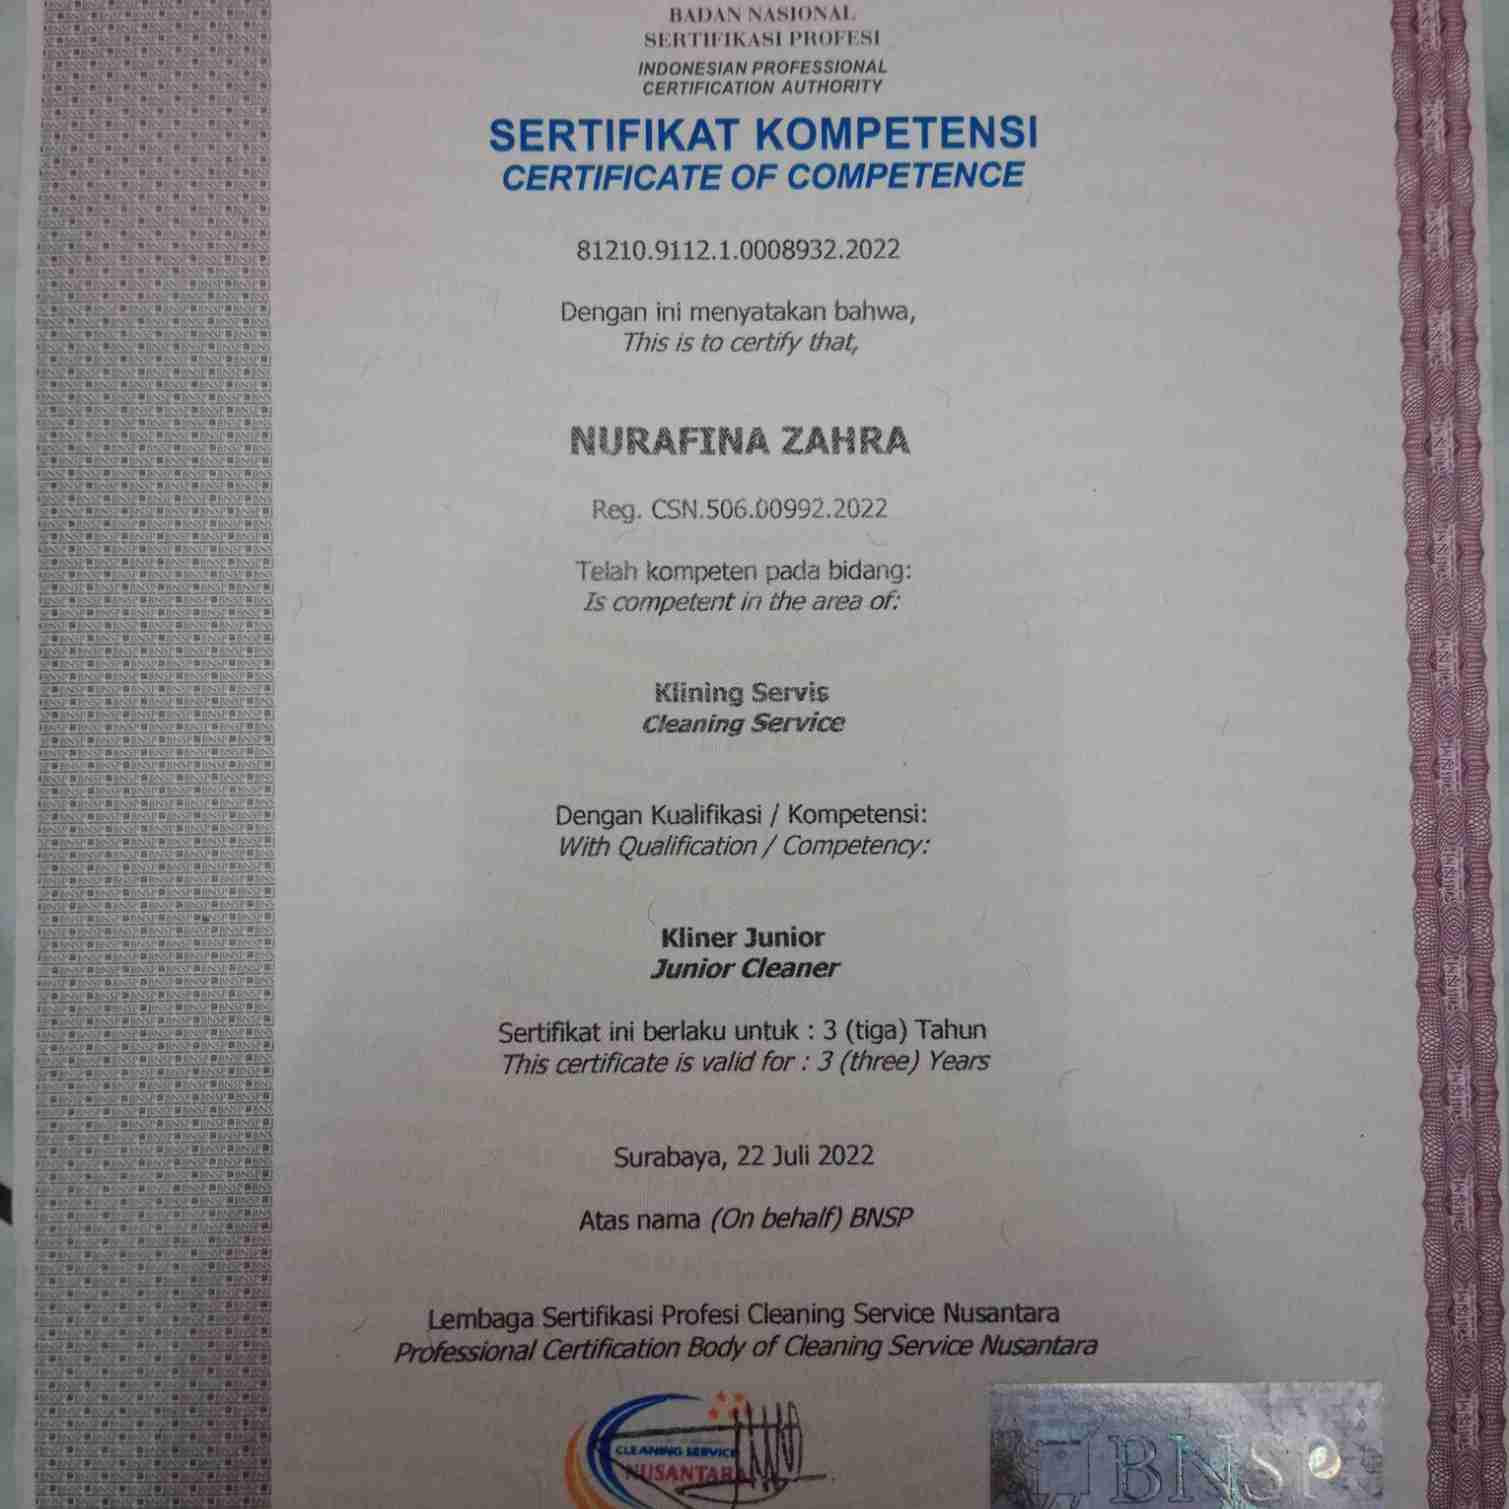 BADAN NASIONAL
SERTIFIKASI PROFESI
INDONESIAN PROFESSIONAL
CERTIFICATION AUTHORITY
SERTIFIKAT KOMPETENSI
CERTIFICATE OF COMPETENCE
81210.9112.1.0008932.2022
Dengan ini menyatakan bahwa,
This is to certify that,
NURAFINA ZAHRA
Reg. CSN.506.00992.2022
Telah kompeten pada bidang:
Is competent in the area of:
Klining Servis
Cleaning Service
Dengan Kualifikasi / Kompetensi:
With Qualification / Competency:
Kliner Junior
Junior Cleaner
Sertifikat ini berlaku untuk : 3 (tiga) Tahun
This certificate is valid for : 3 (three) Years
Surabaya, 22 Juli 2022
Atas nama (On behalf) BNSP
Lembaga Sertifikasi Profesi Cleaning Service Nusantara
Professional Certification Body of Cleaning Service Nusantara
CLEANING SERVICE
NUSANTARA
BNSP